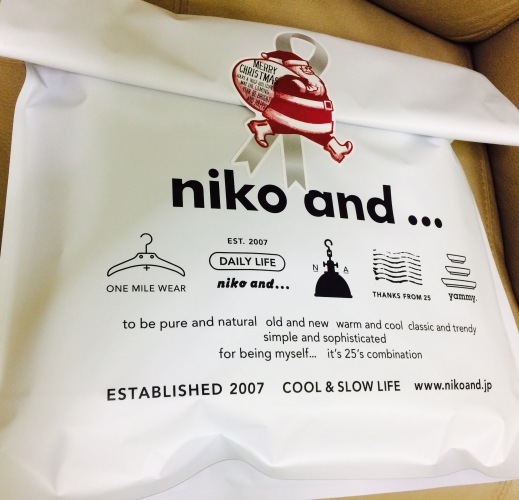 MERRY
CHRISTMAS
niko and ...
ONE MILE WEAR
EST. 2007
DAILY LIFE
niko and...
N A
THANKS FROM 25
yammy.
to be pure and natural old and new warm and cool classic and trendy
simple and sophisticated
for being myself... it's 25's combination
ESTABLISHED 2007 COOL & SLOW LIFE www.nikoand.jp